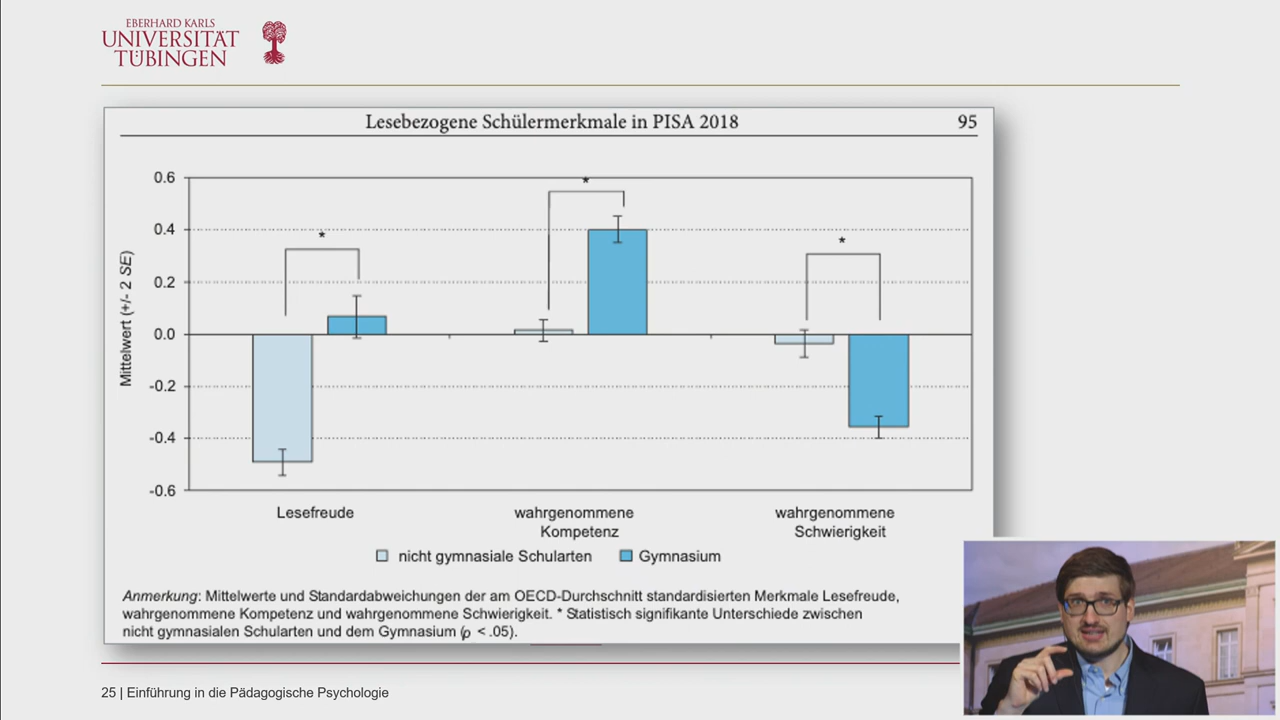 EBERHARD KARLS
UNIVERSITÄT
TÜBINGEN
Lesebezogene Schülermerkmale in PISA 2018 95
Mittelwert (+/- 2 SE)
0.6
0.4
0.2
0.0
-0.2
-0.4
-0.6
*
*
*
Lesefreude
wahrgenommene
Kompetenz
wahrgenommene
Schwierigkeit
nicht gymnasiale Schularten Gymnasium
Anmerkung: Mittelwerte und Standardabweichungen der am OECD-Durchschnitt standardisierten Merkmale Lesefreude,
wahrgenommene Kompetenz und wahrgenommene Schwierigkeit. * Statistisch signifikante Unterschiede zwischen
nicht gymnasialen Schularten und dem Gymnasium (p < .05).
25 | Einführung in die Pädagogische Psychologie